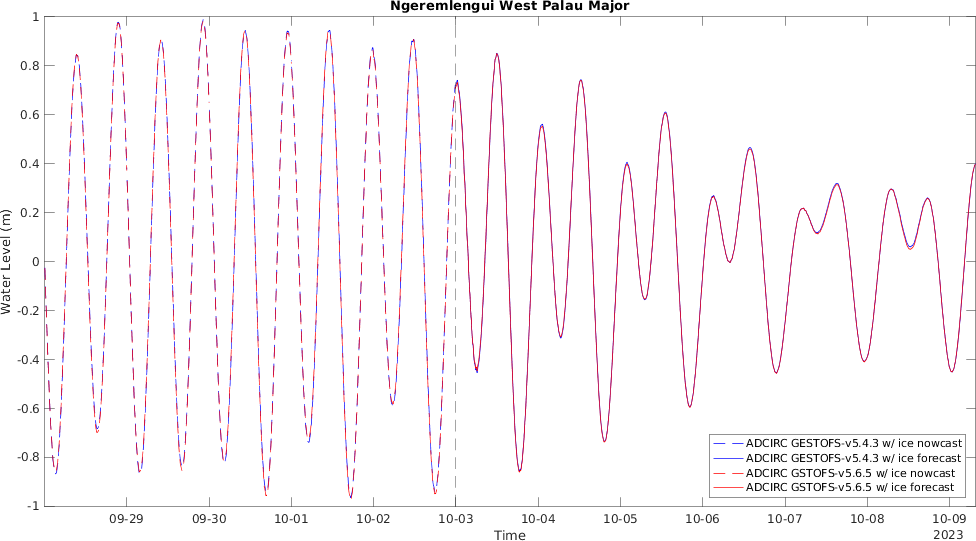 Ngeremlengui West Palau Major
1
0.8
0.6
0.4
0.2
0
-0.2
-0.4
-0.6
-0.8
-1
Water Level (m)
ADCIRC GESTOFS-v5.4.3 w/ ice nowcast
ADCIRC GESTOFS-v5.4.3 w/ ice forecast
ADCIRC GSTOFS-v5.6.5 w/ ice nowcast
ADCIRC GSTOFS-v5.6.5 w/ ice forecast
09-29 09-30 10-01 10-02 10-03 10-04 10-05 10-06 10-07 10-08 10-09
Time 2023